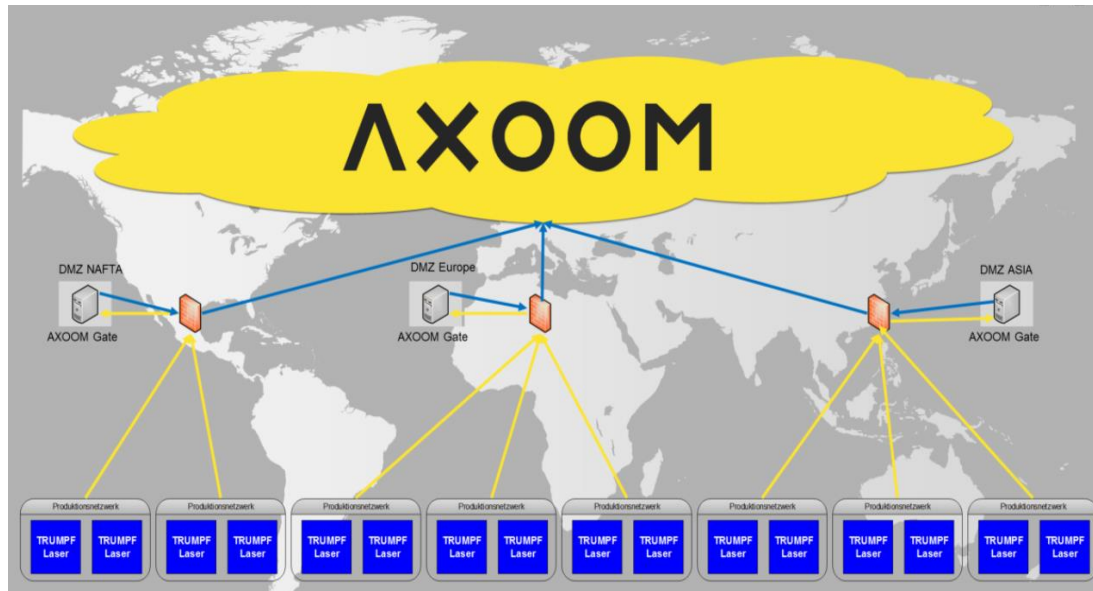 AXOOM
DMZ NAFTA
DMZ Europe
DMZ ASIA
AXOOM Gate
AXOOM Gate
AXOOM Gate
Produktionsnetzwerk
TRUMPF Laser
TRUMPF Laser
Produktionsnetzwerk
TRUMPF Laser
TRUMPF Laser
Produktionsnetzwerk
TRUMPF Laser
TRUMPF Laser
Produktionsnetzwerk
TRUMPF Laser
TRUMPF Laser
Produktionsnetzwerk
TRUMPF Laser
TRUMPF Laser
Produktionsnetzwerk
TRUMPF Laser
TRUMPF Laser
Produktionsnetzwerk
TRUMPF Laser
TRUMPF Laser
Produktionsnetzwerk
TRUMPF Laser
TRUMPF Laser